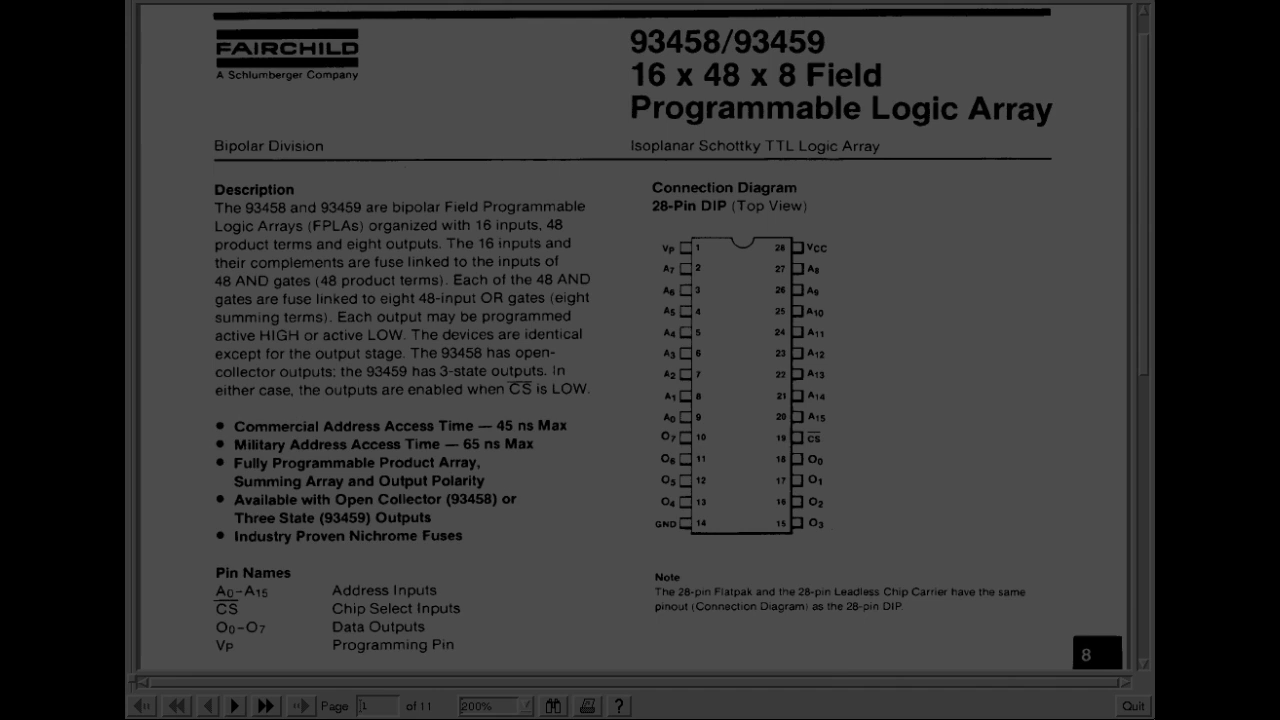 FAIRCHILD
A Schlumberger Company
93458/93459
16 x 48 x 8 Field
Programmable Logic Array
Bipolar Division
Isoplanar Schottky TTL Logic Array
Description
The 93458 and 93459 are bipolar Field Programmable
Logic Arrays (FPLAs) organized with 16 inputs, 48
product terms and eight outputs. The 16 inputs and
their complements are fuse linked to the inputs of
48 AND gates (48 product terms). Each of the 48 AND
gates are fuse linked to eight 48-input OR gates (eight
summing terms). Each output may be programmed
active HIGH or active LOW. The devices are identical
except for the output stage. The 93458 has open-
collector outputs: the 93459 has 3-state outputs. In
either case, the outputs are enabled when CS is LOW.
• Commercial Address Access Time — 45 ns Max
• Military Address Access Time — 65 ns Max
• Fully Programmable Product Array,
Summing Array and Output Polarity
• Available with Open Collector (93458) or
Three State (93459) Outputs
• Industry Proven Nichrome Fuses
Pin Names
A0-A15 Address Inputs
CS Chip Select Inputs
O0-O7 Data Outputs
VP Programming Pin
Connection Diagram
28-Pin DIP (Top View)
VP 1 28 VCC
A7 2 27 A8
A6 3 26 A9
A5 4 25 A10
A4 5 24 A11
A3 6 23 A12
A2 7 22 A13
A1 8 21 A14
A0 9 20 A15
O7 10 19 CS
O6 11 18 O0
O5 12 17 O1
O4 13 16 O2
GND 14 15 O3
Note
The 28-pin Flatpak and the 28-pin Leadless Chip Carrier have the same
pinout (Connection Diagram) as the 28-pin DIP.
8
Page 1 of 11 200% ? Quit